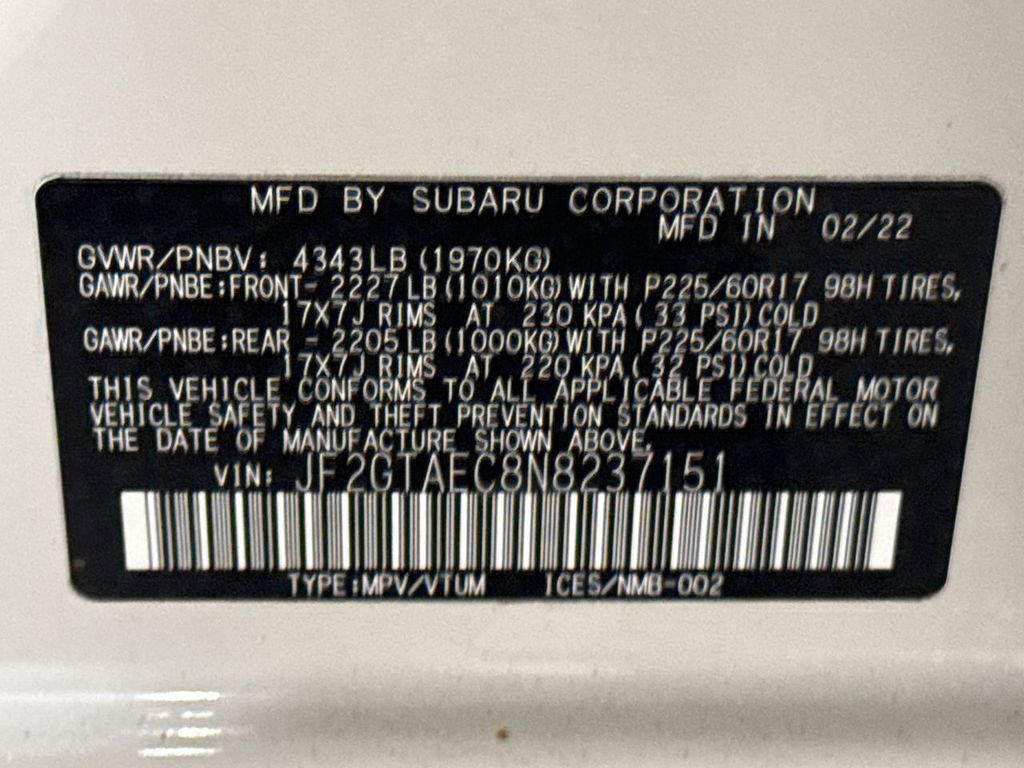 MFD BY SUBARU CORPORATION
MFD IN 02/22
GVWR/PNBV: 4343LB (1970KG)
GAWR/PNBE:FRONT- 2227LB (1010KG) WITH P225/60R17 98H TIRES,
17X7J RIMS AT 230 KPA( 33 PSI)COLD
GAWR/PNBE:REAR - 2205LB (1000KG) WITH P225/60R17 98H TIRES,
17X7J RIMS AT 220 KPA( 32 PSI)COLD
THIS VEHICLE CONFORMS TO ALL APPLICABLE FEDERAL MOTOR
VEHICLE SAFETY AND THEFT PREVENTION STANDARDS IN EFFECT ON
THE DATE OF MANUFACTURE SHOWN ABOVE.
VIN: JF2GTAEC8N8237151
TYPE:MPV/VTUM ICES/NMB-002